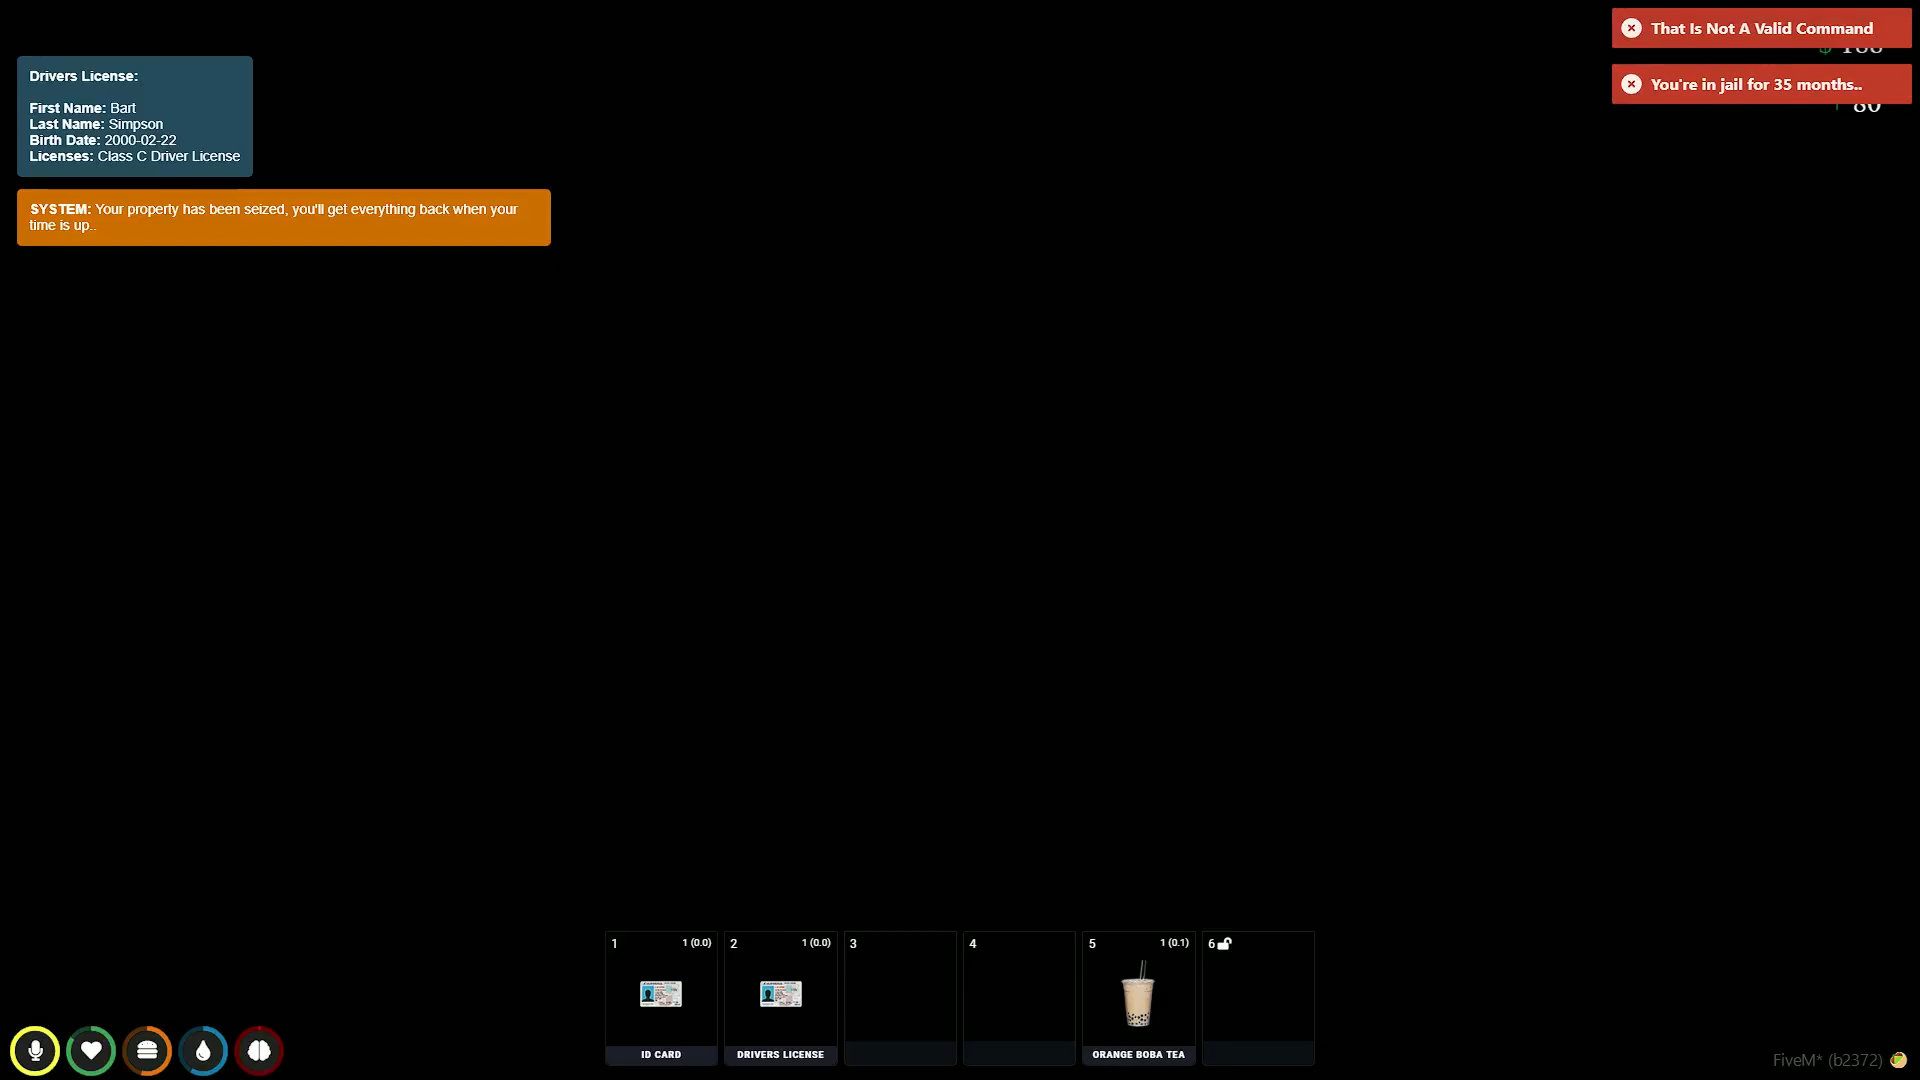 That Is Not A Valid Command
You're in jail for 35 months..
80
Drivers License:
First Name: Bart
Last Name: Simpson
Birth Date: 2000-02-22
Licenses: Class C Driver License
SYSTEM: Your property has been seized, you'll get everything back when your
time is up..
1 1 (0.0)
2 1 (0.0)
3
4
5 1 (0.1)
6
ID CARD
DRIVERS LICENSE
ORANGE BOBA TEA
FiveM* (b2372)